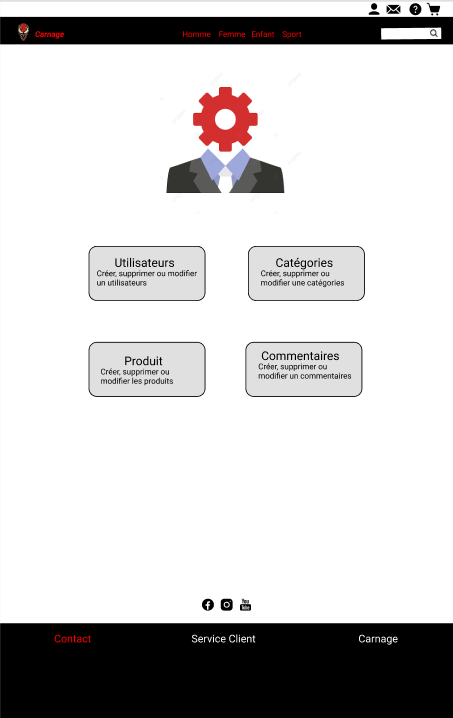 Carnage
Homme Femme Enfant Sport
Utilisateurs
Créer, supprimer ou modifier
un utilisateurs
Catégories
Créer, supprimer ou
modifier une catégories
Produit
Créer, supprimer ou
modifier les produits
Commentaires
Créer, supprimer ou
modifier un commentaires
You
Tube
Contact
Service Client
Carnage